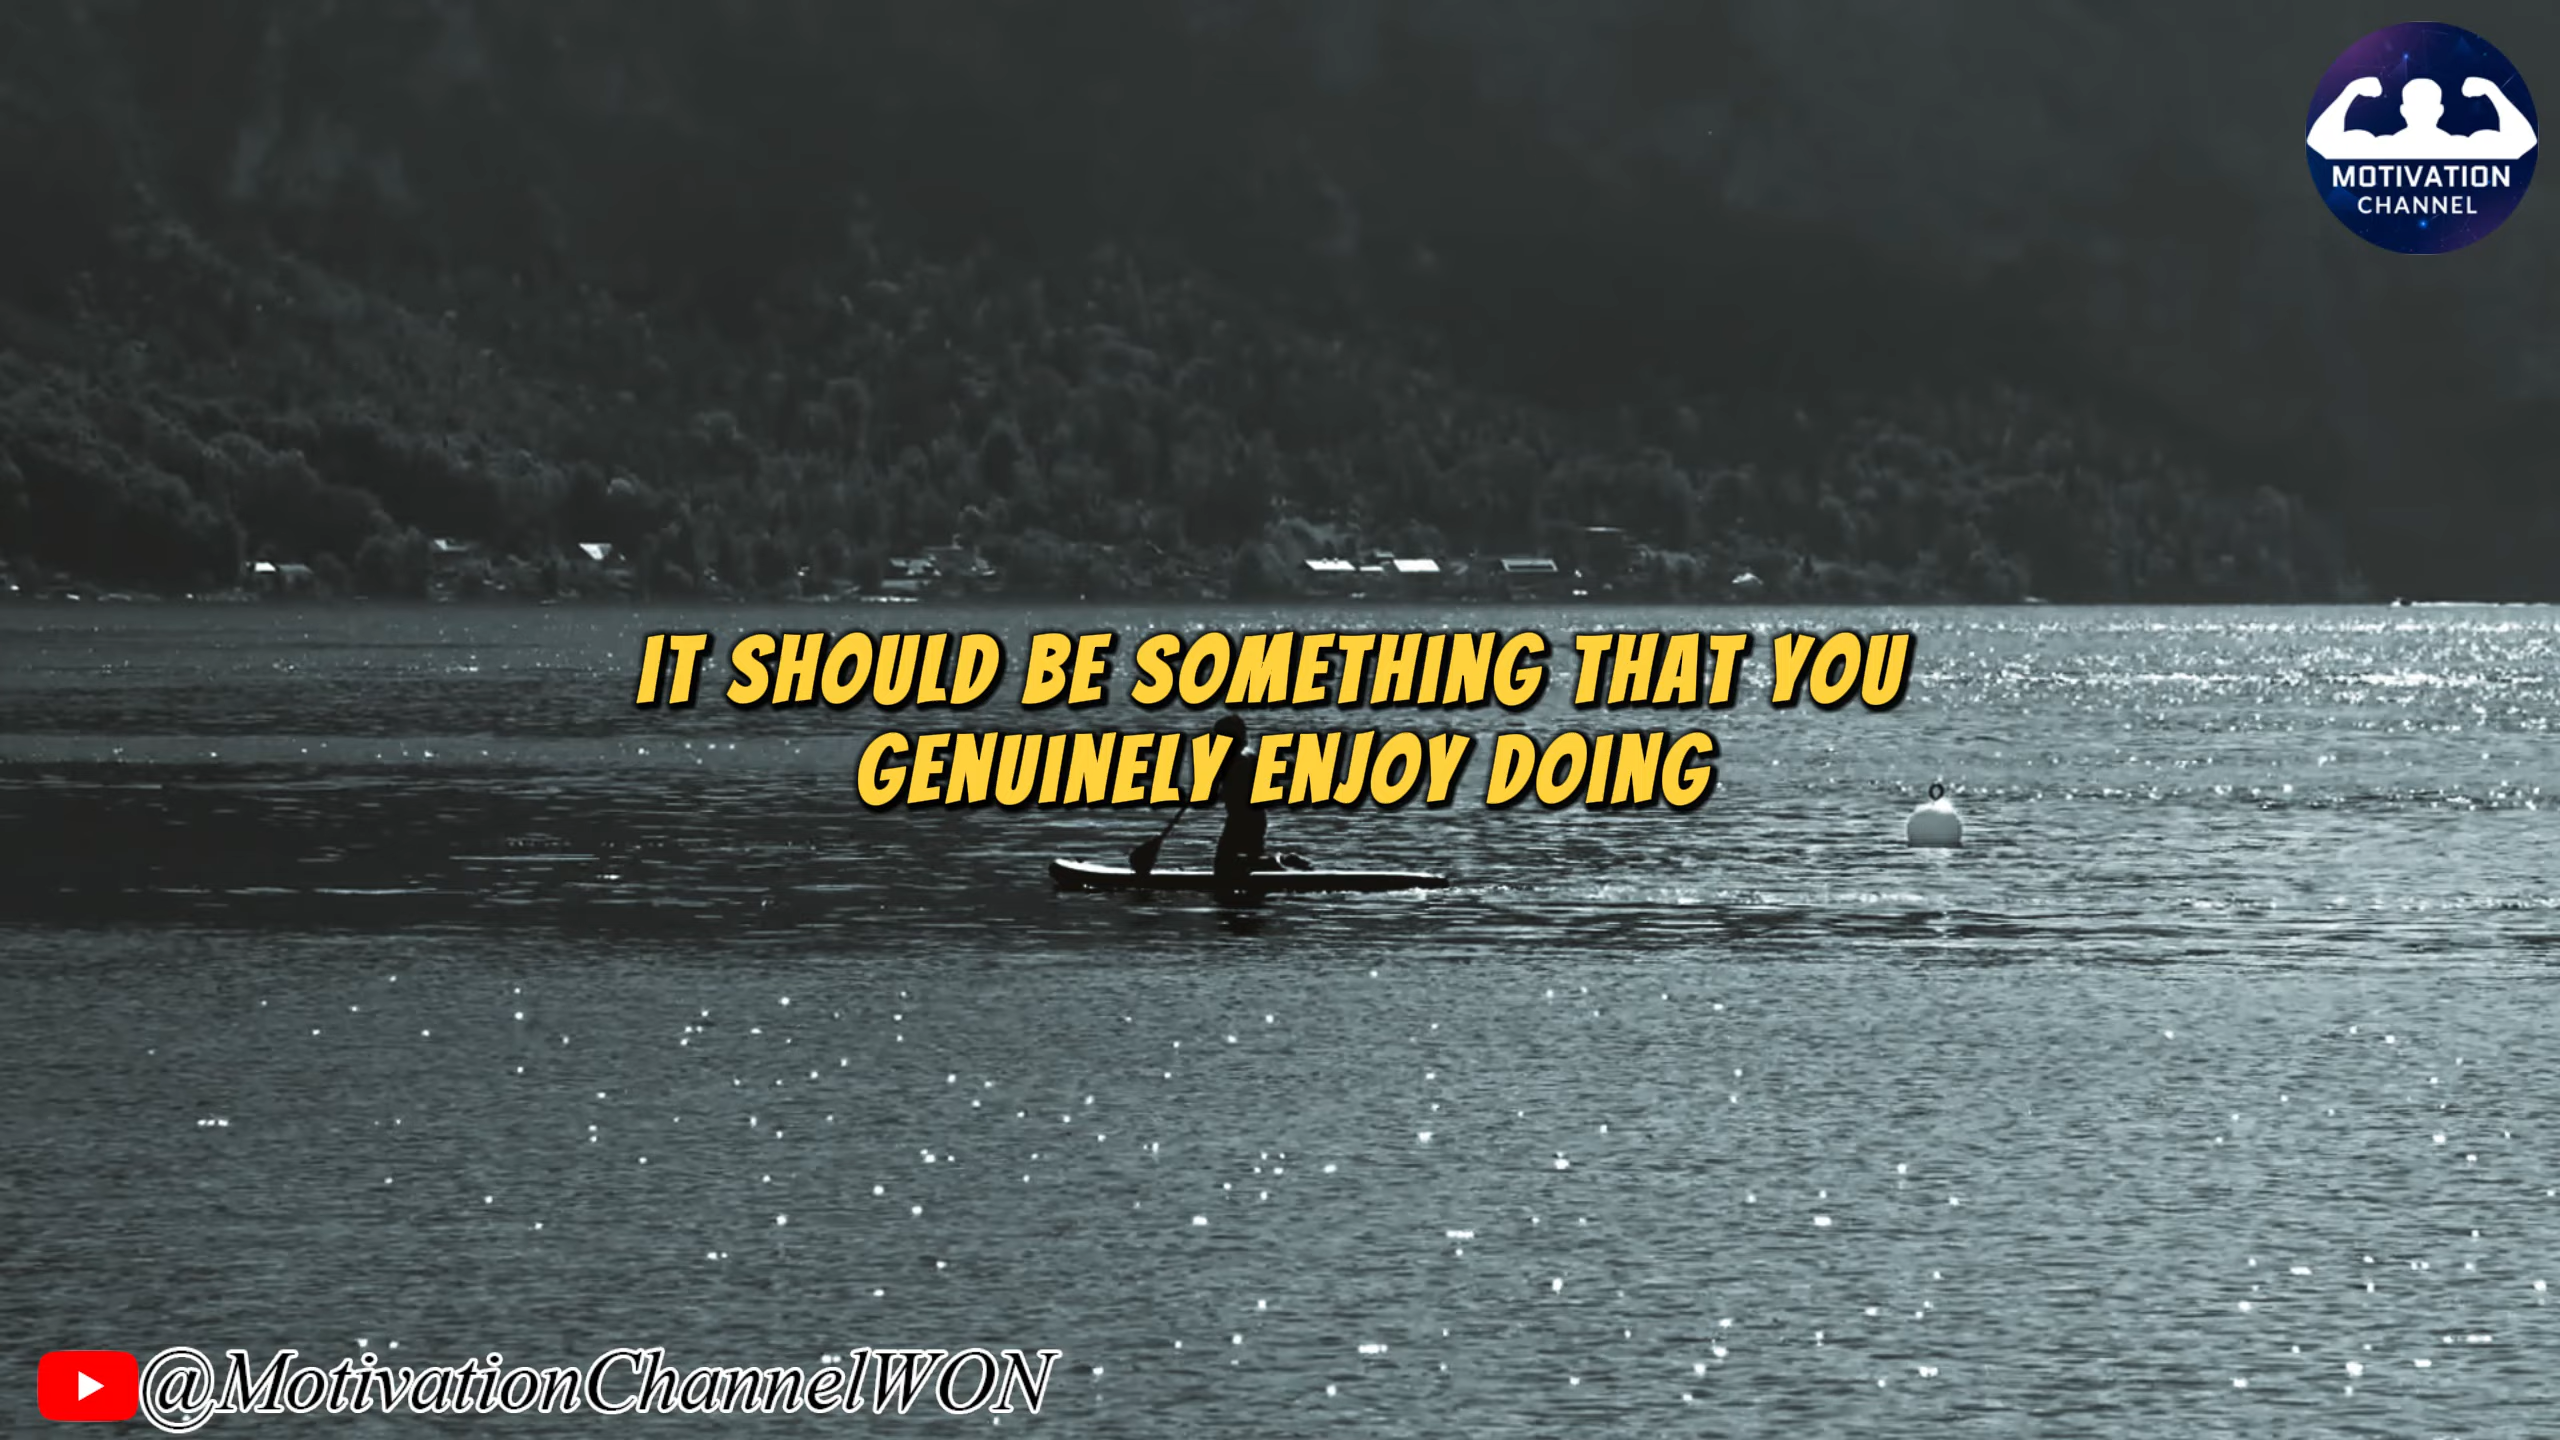 MOTIVATION
CHANNEL
IT SHOULD BE SOMETHING THAT YOU
GENUINELY ENJOY DOING
@MotivationChannelWON